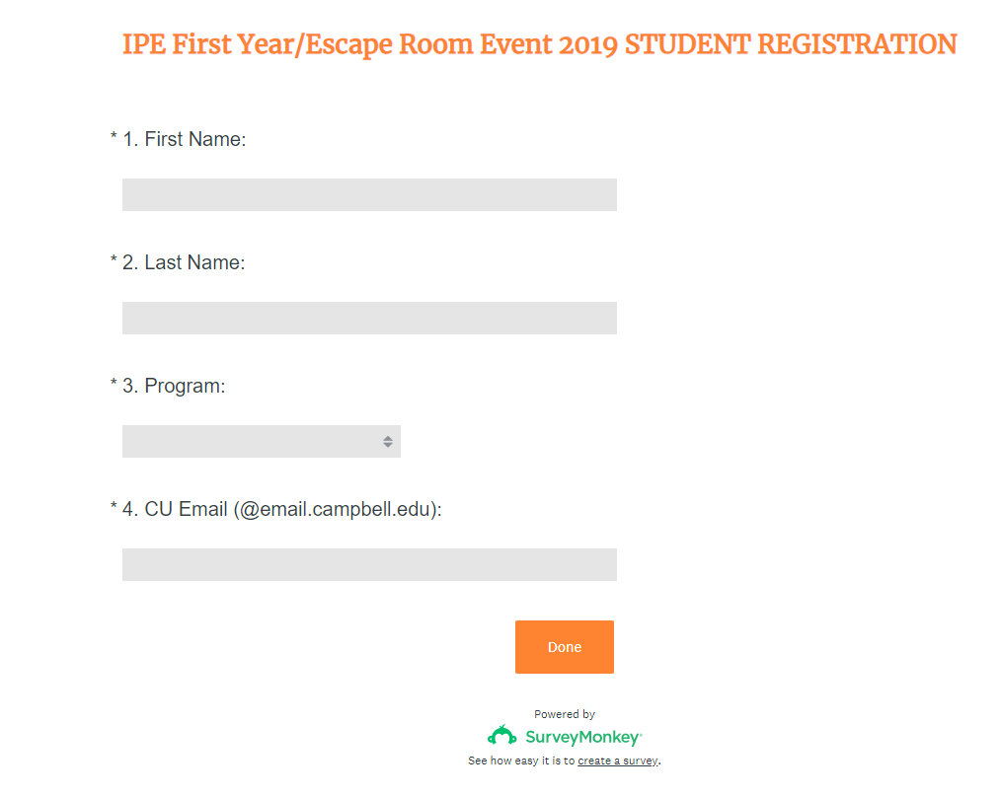 IPE First Year/Escape Room Event 2019 STUDENT REGISTRATION
* 1. First Name:
* 2. Last Name:
* 3. Program:
* 4. CU Email (@email.campbell.edu):
Done
Powered by
SurveyMonkey
See how easy it is to create a survey.